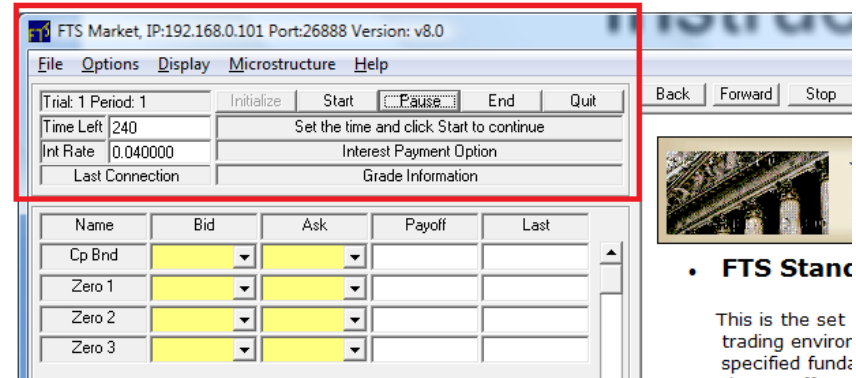 Instruc
FTS Market, IP:192.168.0.101 Port:26888 Version: v8.0
File Options Display Microstructure Help
Trial: 1 Period: 1 Initialize Start Pause End Quit
Back Forward Stop
Time Left 240 Set the time and click Start to continue
Int Rate 0.040000 Interest Payment Option
Last Connection Grade Information
Name Bid Ask Payoff Last
Cp Bnd
Zero 1
Zero 2
Zero 3
• FTS Stand
This is the set
trading environ
specified funda